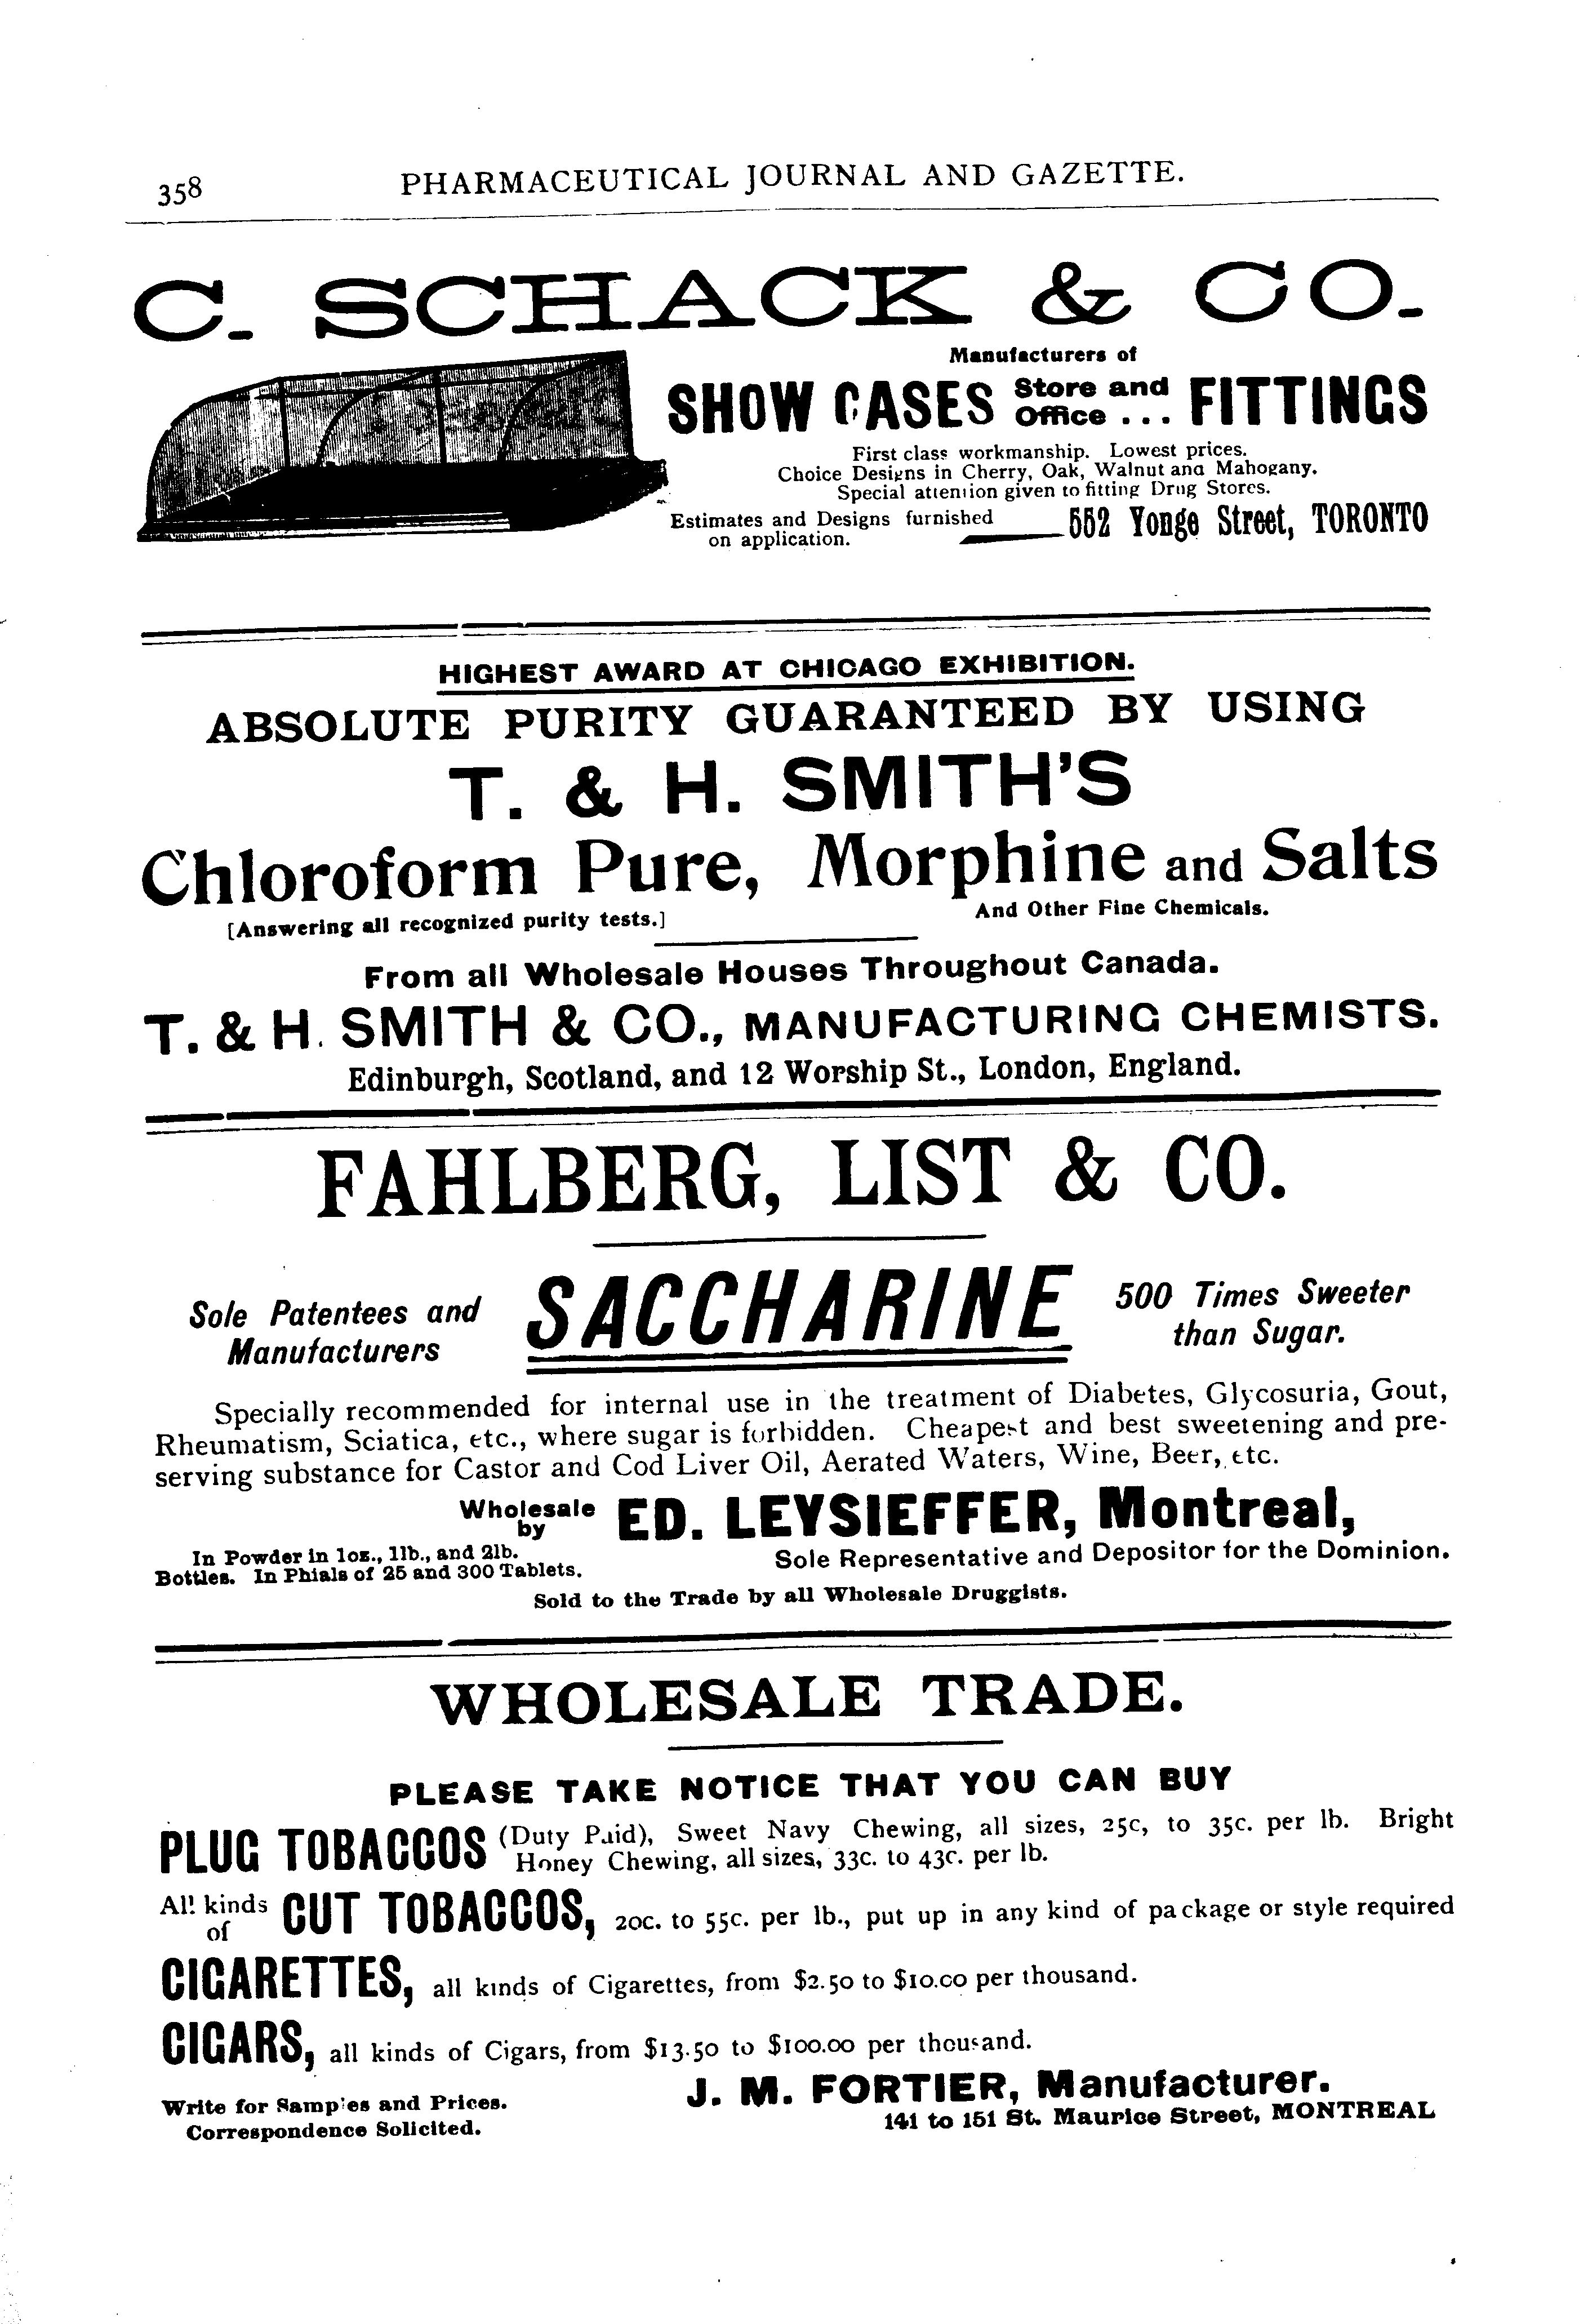 358 PHARMACEUTICAL JOURNAL AND GAZETTE.
C. SCHACK & CO.
Manufacturers of
SHOW CASES Store and Office ... FITTINGS
First class workmanship. Lowest prices.
Choice Designs in Cherry, Oak, Walnut and Mahogany.
Special attention given to fitting Drug Stores.
Estimates and Designs furnished
on application.
552 Yonge Street, TORONTO
HIGHEST AWARD AT CHICAGO EXHIBITION.
ABSOLUTE PURITY GUARANTEED BY USING
T. & H. SMITH'S
Chloroform Pure, Morphine and Salts
[Answering all recognized purity tests.] And Other Fine Chemicals.
From all Wholesale Houses Throughout Canada.
T. & H. SMITH & CO., MANUFACTURING CHEMISTS.
Edinburgh, Scotland, and 12 Worship St., London, England.
FAHLBERG, LIST & CO.
Sole Patentees and
Manufacturers
SACCHARINE
500 Times Sweeter
than Sugar.
Specially recommended for internal use in the treatment of Diabetes, Glycosuria, Gout,
Rheumatism, Sciatica, etc., where sugar is forbidden. Cheapest and best sweetening and pre-
serving substance for Castor and Cod Liver Oil, Aerated Waters, Wine, Beer, etc.
Wholesale by ED. LEYSIEFFER, Montreal,
In Powder in 1oz., 1lb., and 2lb.
Bottles. In Phials of 25 and 300 Tablets.
Sole Representative and Depositor for the Dominion.
Sold to the Trade by all Wholesale Druggists.
WHOLESALE TRADE.
PLEASE TAKE NOTICE THAT YOU CAN BUY
PLUG TOBACCOS (Duty Paid), Sweet Navy Chewing, all sizes, 25c, to 35c. per lb. Bright
Honey Chewing, all sizes, 33c. to 43c. per lb.
All kinds of CUT TOBACCOS, 20c. to 55c. per lb., put up in any kind of package or style required
CIGARETTES, all kinds of Cigarettes, from $2.50 to $10.00 per thousand.
CIGARS, all kinds of Cigars, from $13.50 to $100.00 per thousand.
Write for Samples and Prices.
Correspondence Solicited.
J. M. FORTIER, Manufacturer.
141 to 151 St. Maurice Street, MONTREAL